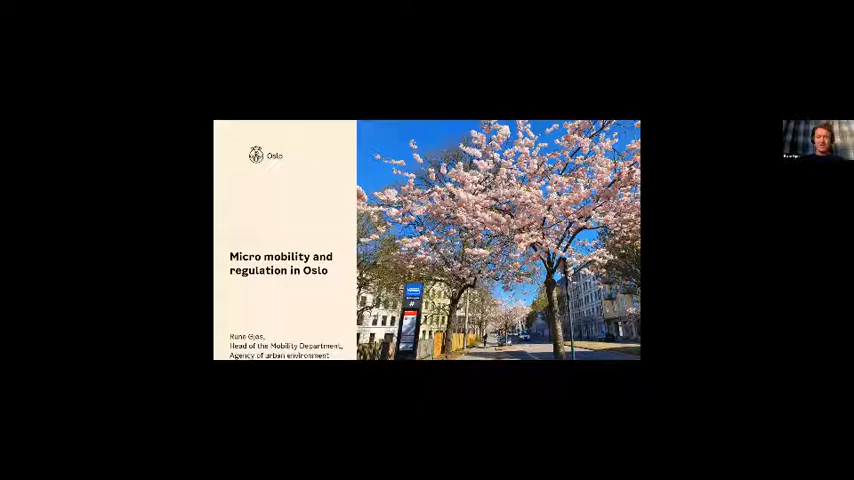 Oslo
Micro mobility and
regulation in Oslo
Rune Gjøs,
Head of the Mobility Department,
Agency of urban environment